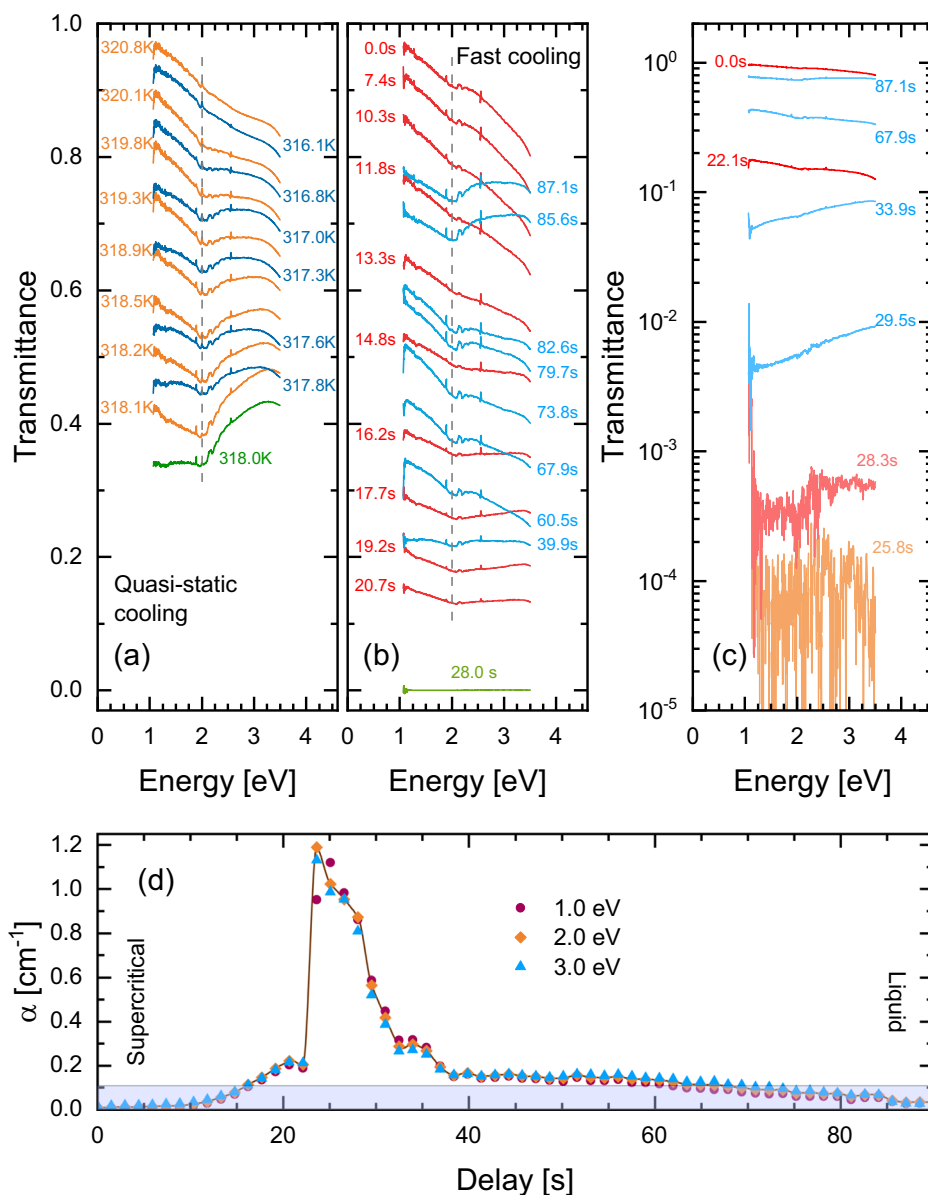 1.0
0.8
0.6
0.4
0.2
0.0
Transmittance
320.8K
320.1K
319.8K
319.3K
318.9K
318.5K
318.2K
318.1K
316.1K
316.8K
317.0K
317.3K
317.6K
317.8K
318.0K
Quasi-static
cooling
(a)
0 1 2 3 4
Energy [eV]
Fast cooling
0.0s
7.4s
10.3s
11.8s
13.3s
14.8s
16.2s
17.7s
19.2s
20.7s
87.1s
85.6s
82.6s
79.7s
73.8s
67.9s
60.5s
39.9s
28.0 s
(b)
0 1 2 3 4
Energy [eV]
10⁰
10⁻¹
10⁻²
10⁻³
10⁻⁴
10⁻⁵
Transmittance
0.0s
87.1s
67.9s
22.1s
33.9s
29.5s
28.3s
25.8s
(c)
0 1 2 3 4
Energy [eV]
1.2
1.0
0.8
0.6
0.4
0.2
0.0
α [cm⁻¹]
(d)
Supercritical
1.0 eV
2.0 eV
3.0 eV
Liquid
0 20 40 60 80
Delay [s]